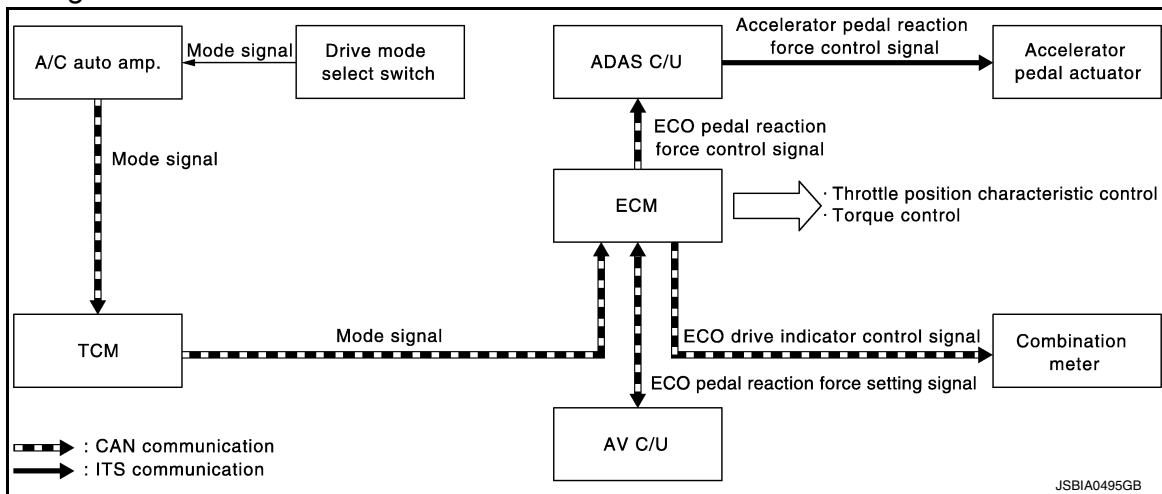 A/C auto amp.
Mode signal
Drive mode
select switch
ADAS C/U
Accelerator pedal reaction
force control signal
Accelerator
pedal actuator
Mode signal
ECO pedal reaction
force control signal
ECM
· Throttle position characteristic control
· Torque control
TCM
Mode signal
ECO drive indicator control signal
Combination
meter
ECO pedal reaction force setting signal
AV C/U
: CAN communication
: ITS communication
JSBIA0495GB